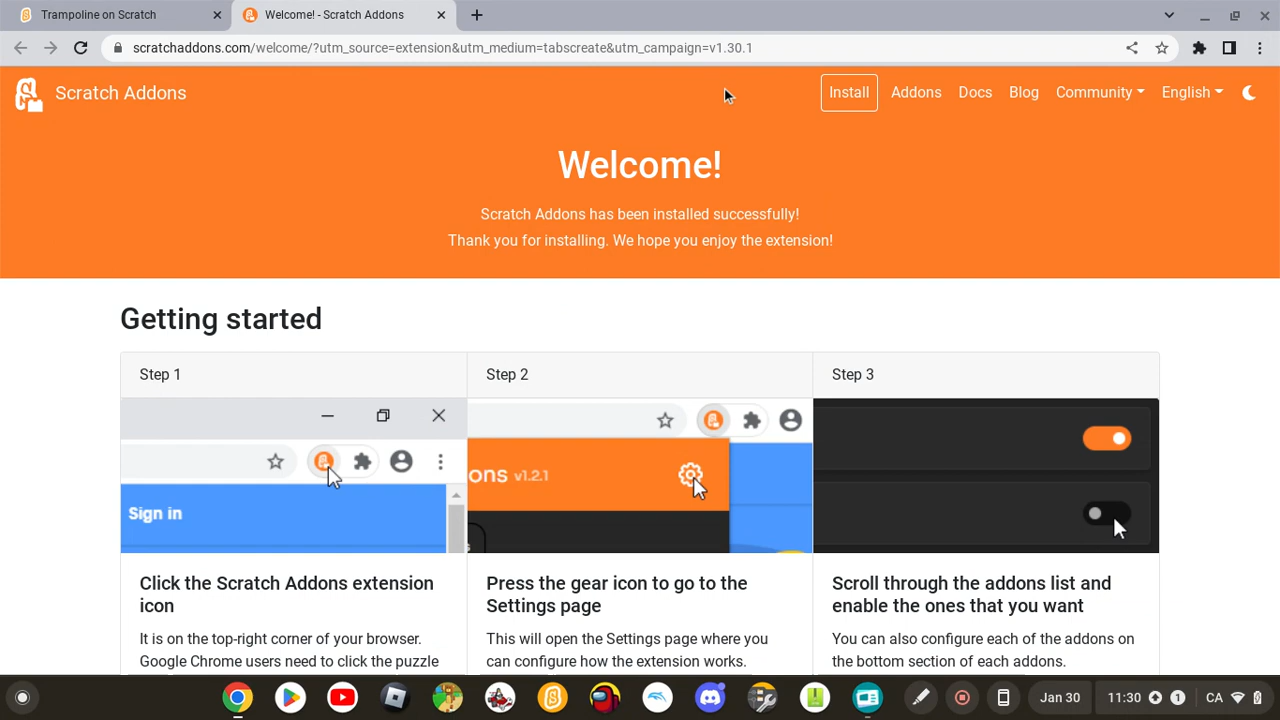 Trampoline on Scratch
Welcome! - Scratch Addons
scratchaddons.com/welcome/?utm_source=extension&utm_medium=tabscreate&utm_campaign=v1.30.1
Scratch Addons
Install
Addons
Docs
Blog
Community
English
Welcome!
Scratch Addons has been installed successfully!
Thank you for installing. We hope you enjoy the extension!
Getting started
Step 1
Step 2
Step 3
Sign in
ons v1.2.1
Click the Scratch Addons extension
icon
It is on the top-right corner of your browser.
Google Chrome users need to click the puzzle
Press the gear icon to go to the
Settings page
This will open the Settings page where you
can configure how the extension works.
Scroll through the addons list and
enable the ones that you want
You can also configure each of the addons on
the bottom section of each addons.
Jan 30
11:30
1
CA